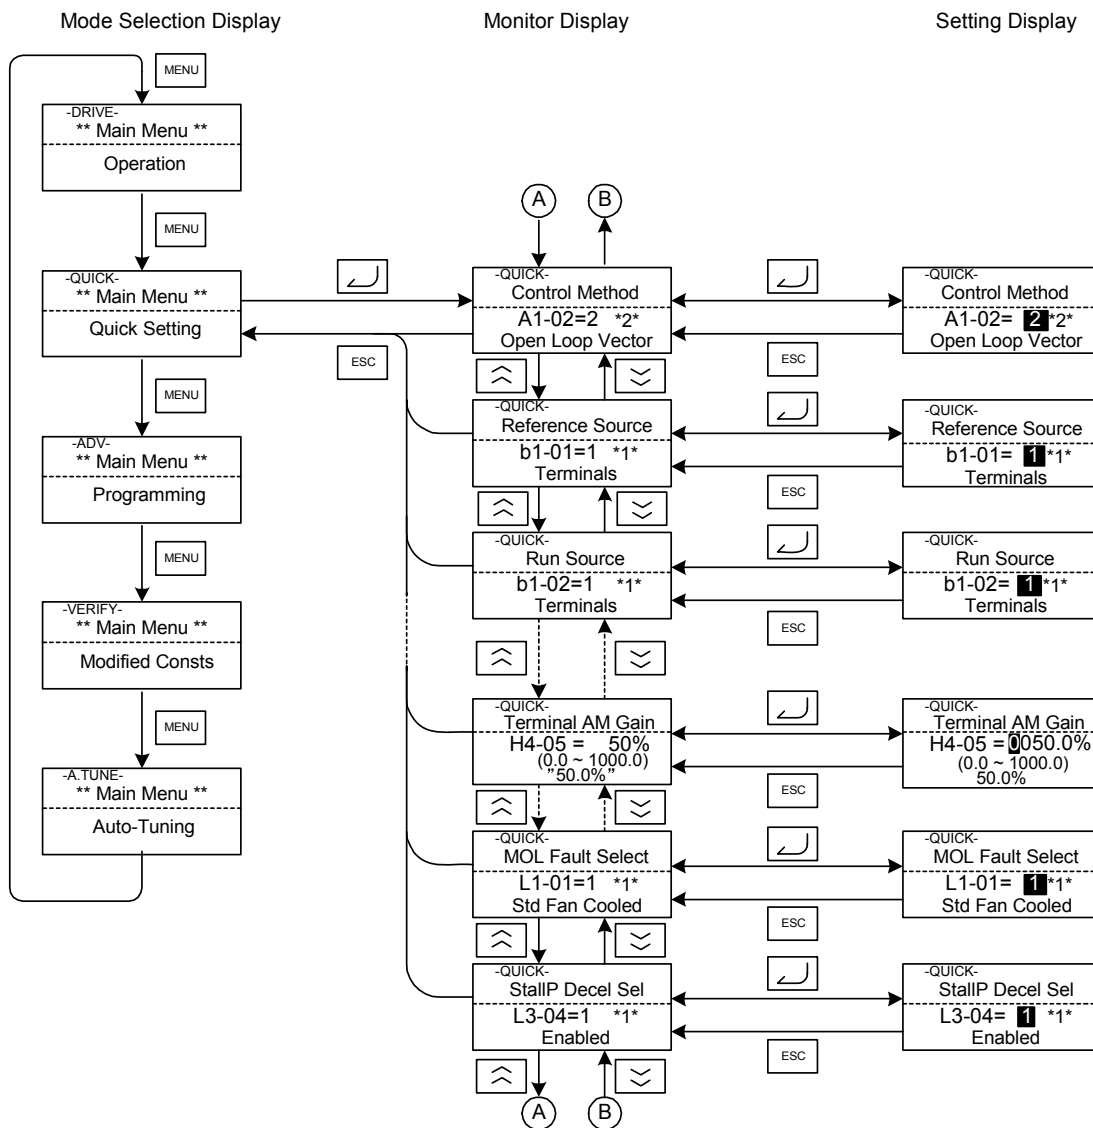 Mode Selection Display
Monitor Display
Setting Display
MENU
-DRIVE-
** Main Menu **
Operation
MENU
-QUICK-
** Main Menu **
Quick Setting
MENU
-ADV-
** Main Menu **
Programming
MENU
-VERIFY-
** Main Menu **
Modified Consts
MENU
-A.TUNE-
** Main Menu **
Auto-Tuning
ESC
A
B
-QUICK-
Control Method
A1-02=2 *2*
Open Loop Vector
-QUICK-
Reference Source
b1-01=1 *1*
Terminals
-QUICK-
Run Source
b1-02=1 *1*
Terminals
-QUICK-
Terminal AM Gain
H4-05 = 50%
(0.0 ~ 1000.0)
"50.0%"
-QUICK-
MOL Fault Select
L1-01=1 *1*
Std Fan Cooled
-QUICK-
StallP Decel Sel
L3-04=1 *1*
Enabled
A
B
ESC
ESC
ESC
ESC
ESC
ESC
-QUICK-
Control Method
A1-02= 2 *2*
Open Loop Vector
-QUICK-
Reference Source
b1-01= 1 *1*
Terminals
-QUICK-
Run Source
b1-02= 1 *1*
Terminals
-QUICK-
Terminal AM Gain
H4-05 = 0050.0%
(0.0 ~ 1000.0)
50.0%
-QUICK-
MOL Fault Select
L1-01= 1 *1*
Std Fan Cooled
-QUICK-
StallP Decel Sel
L3-04= 1 *1*
Enabled